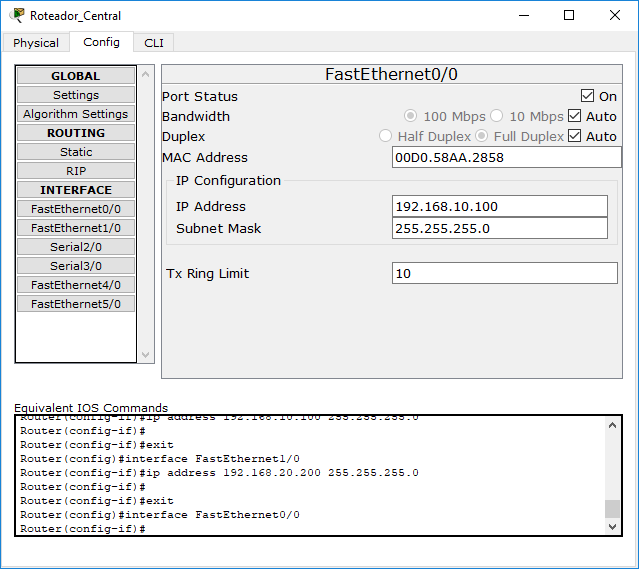 Roteador_Central
Physical Config CLI
GLOBAL
Settings
Algorithm Settings
ROUTING
Static
RIP
INTERFACE
FastEthernet0/0
FastEthernet1/0
Serial2/0
Serial3/0
FastEthernet4/0
FastEthernet5/0
FastEthernet0/0
Port Status On
Bandwidth 100 Mbps 10 Mbps Auto
Duplex Half Duplex Full Duplex Auto
MAC Address 00D0.58AA.2858
IP Configuration
IP Address 192.168.10.100
Subnet Mask 255.255.255.0
Tx Ring Limit 10
Equivalent IOS Commands
Router(config-if)#ip address 192.168.10.100 255.255.255.0
Router(config-if)#
Router(config-if)#exit
Router(config)#interface FastEthernet1/0
Router(config-if)#ip address 192.168.20.200 255.255.255.0
Router(config-if)#
Router(config-if)#exit
Router(config)#interface FastEthernet0/0
Router(config-if)#